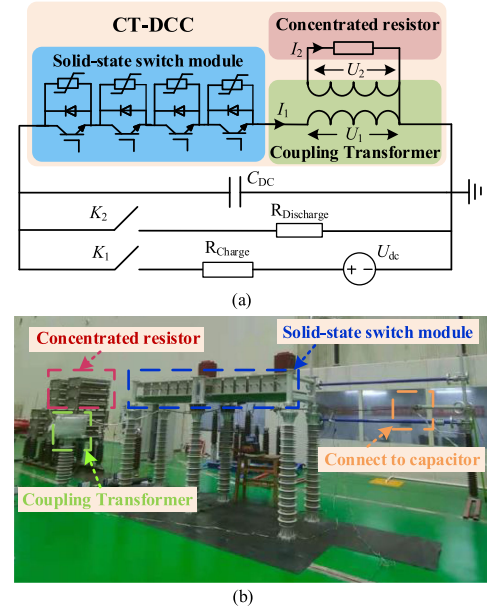 CT-DCC
Concentrated resistor
Solid-state switch module
I2
U2
I1
U1
Coupling Transformer
CDC
K2
RDischarge
K1
RCharge
Udc
+ −
(a)
Concentrated resistor
Solid-state switch module
Connect to capacitor
Coupling Transformer
(b)